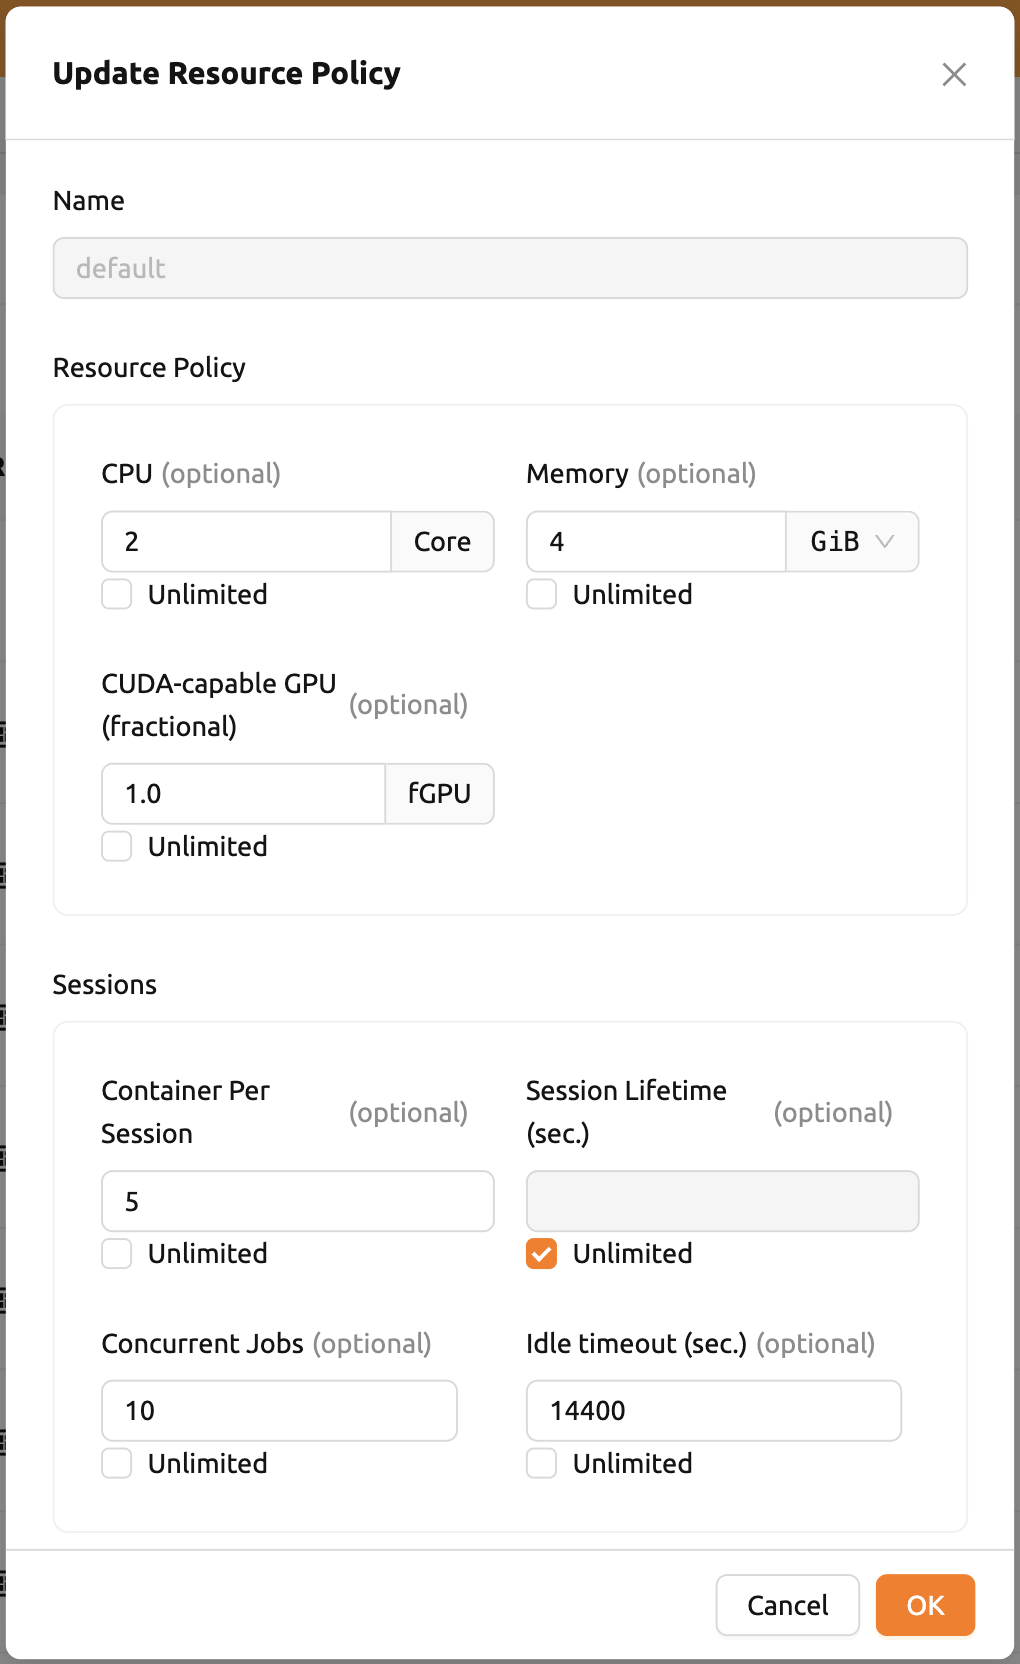 Update Resource Policy
Name
default
Resource Policy
CPU (optional)
Memory (optional)
2 Core
4 GiB
Unlimited
Unlimited
CUDA-capable GPU
(fractional)
(optional)
1.0 fGPU
Unlimited
Sessions
Container Per
Session
(optional)
Session Lifetime
(sec.)
(optional)
5
Unlimited
Unlimited
Concurrent Jobs (optional)
Idle timeout (sec.) (optional)
10
14400
Unlimited
Unlimited
Cancel
OK